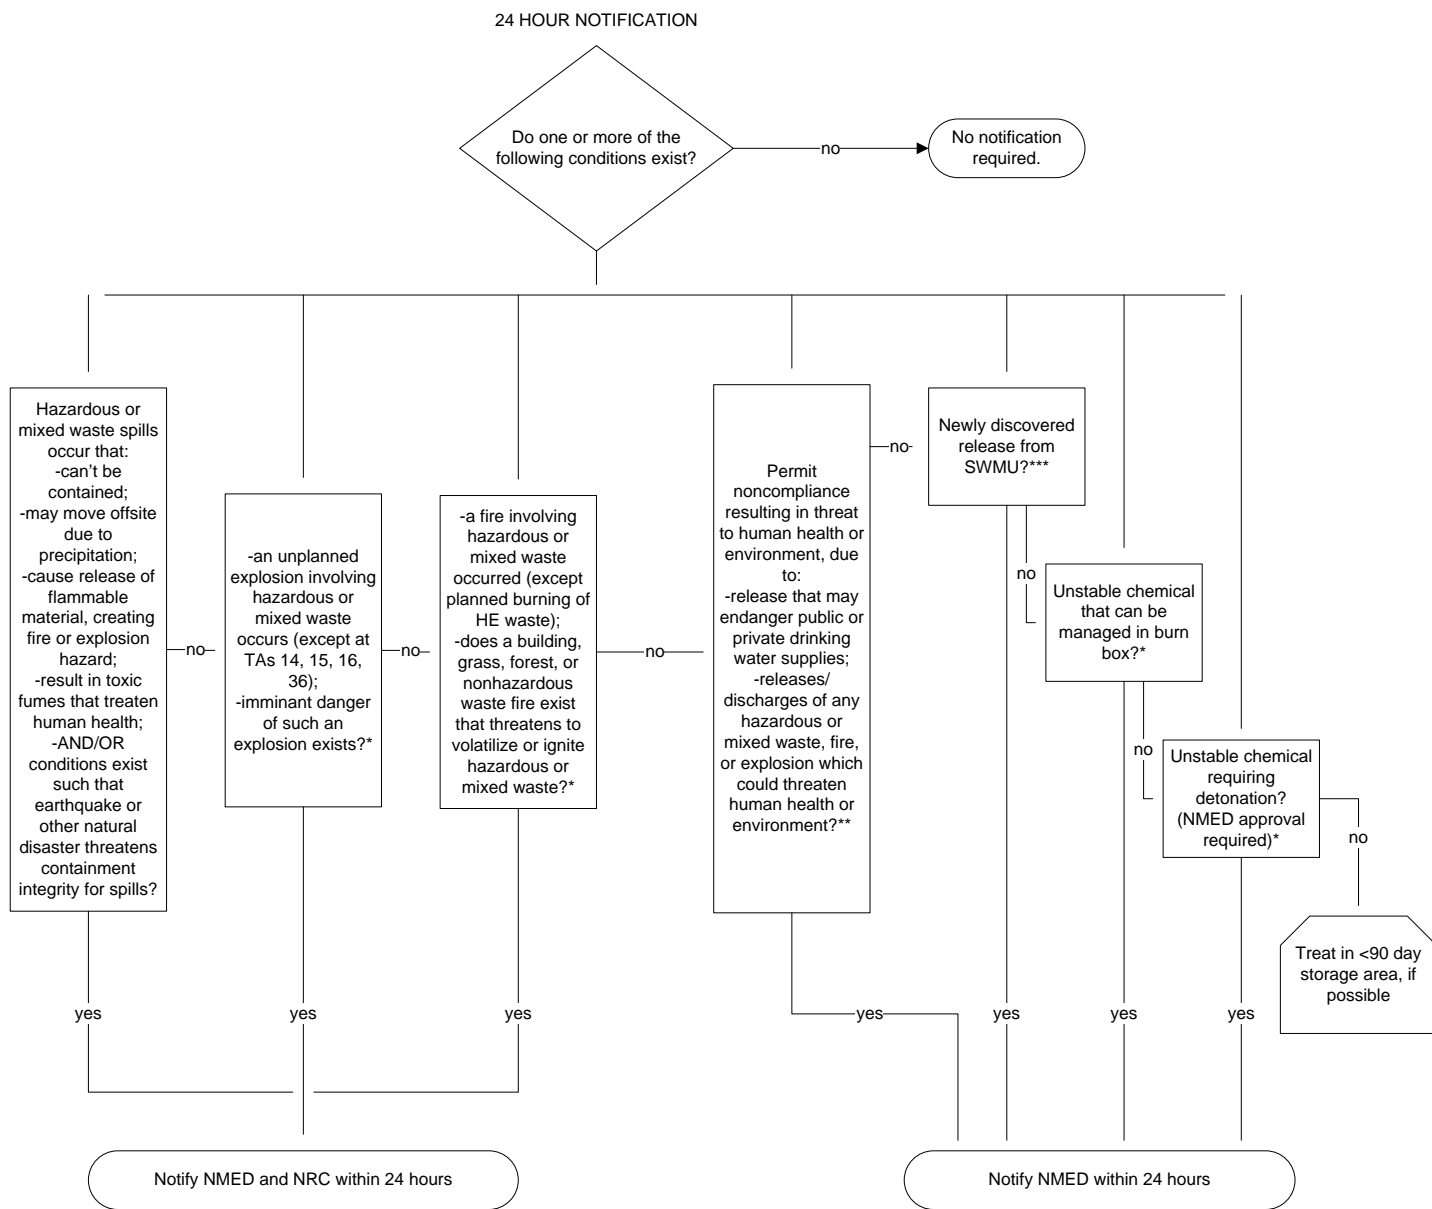 24 HOUR NOTIFICATION
Do one or more of the
following conditions exist?
no
No notification
required.
Hazardous or
mixed waste spills
occur that:
-can't be
contained;
-may move offsite
due to
precipitation;
-cause release of
flammable
material, creating
fire or explosion
hazard;
-result in toxic
fumes that treaten
human health;
-AND/OR
conditions exist
such that
earthquake or
other natural
disaster threatens
containment
integrity for spills?
no
-an unplanned
explosion involving
hazardous or
mixed waste
occurs (except at
TAs 14, 15, 16,
36);
-imminant danger
of such an
explosion exists?*
no
-a fire involving
hazardous or
mixed waste
occurred (except
planned burning of
HE waste);
-does a building,
grass, forest, or
nonhazardous
waste fire exist
that threatens to
volatilize or ignite
hazardous or
mixed waste?*
no
Permit
noncompliance
resulting in threat
to human health or
environment, due
to:
-release that may
endanger public or
private drinking
water supplies;
-releases/
discharges of any
hazardous or
mixed waste, fire,
or explosion which
could threaten
human health or
environment?**
no
Newly discovered
release from
SWMU?***
no
Unstable chemical
that can be
managed in burn
box?*
no
Unstable chemical
requiring
detonation?
(NMED approval
required)*
no
Treat in <90 day
storage area, if
possible
yes
yes
yes
yes
yes
yes
yes
Notify NMED and NRC within 24 hours
Notify NMED within 24 hours